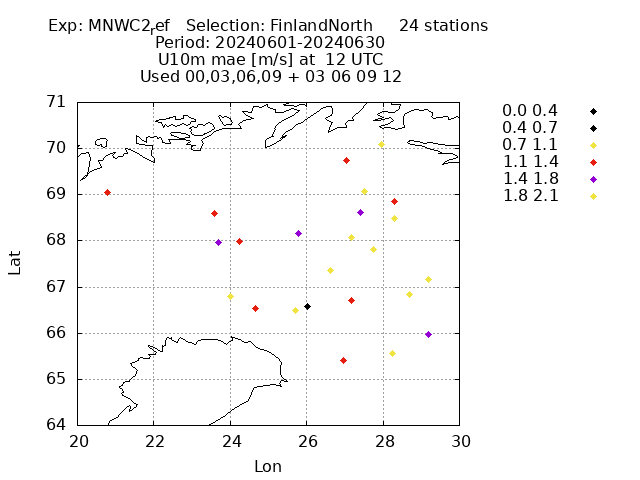 Exp: MNWC2ref Selection: FinlandNorth 24 stations
Period: 20240601-20240630
U10m mae [m/s] at 12 UTC
Used 00,03,06,09 + 03 06 09 12
0.0 0.4
0.4 0.7
0.7 1.1
1.1 1.4
1.4 1.8
1.8 2.1
71
70
69
68
67
66
65
64
Lat
20 22 24 26 28 30
Lon